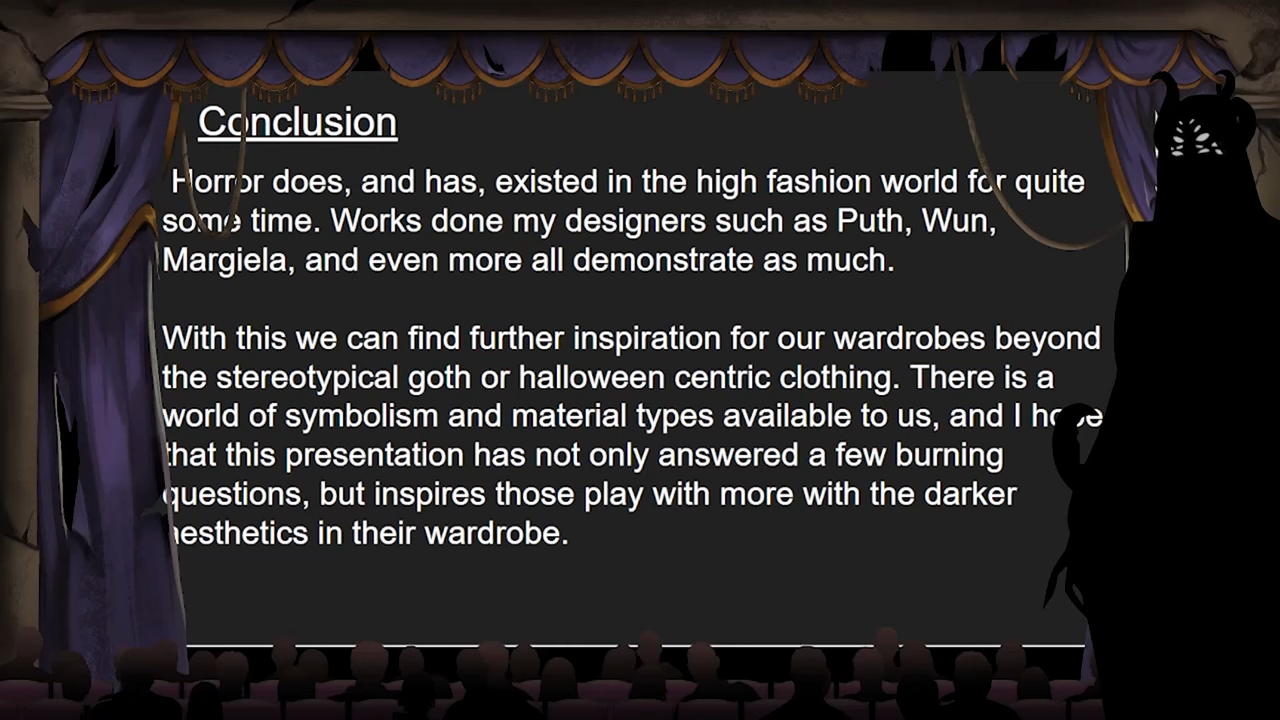 Conclusion
Horror does, and has, existed in the high fashion world for quite
some time. Works done my designers such as Puth, Wun,
Margiela, and even more all demonstrate as much.
With this we can find further inspiration for our wardrobes beyond
the stereotypical goth or halloween centric clothing. There is a
world of symbolism and material types available to us, and I hope
that this presentation has not only answered a few burning
questions, but inspires those play with more with the darker
aesthetics in their wardrobe.